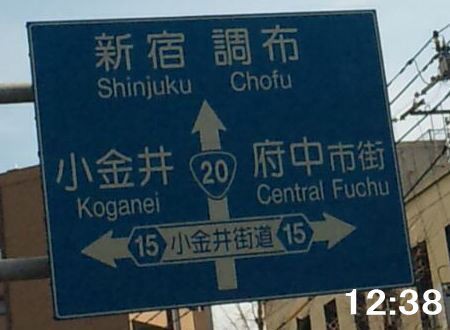 新宿 調布
Shinjuku Chofu
小金井 20 府中市街
Koganei Central Fuchu
15 小金井街道 15
12:38